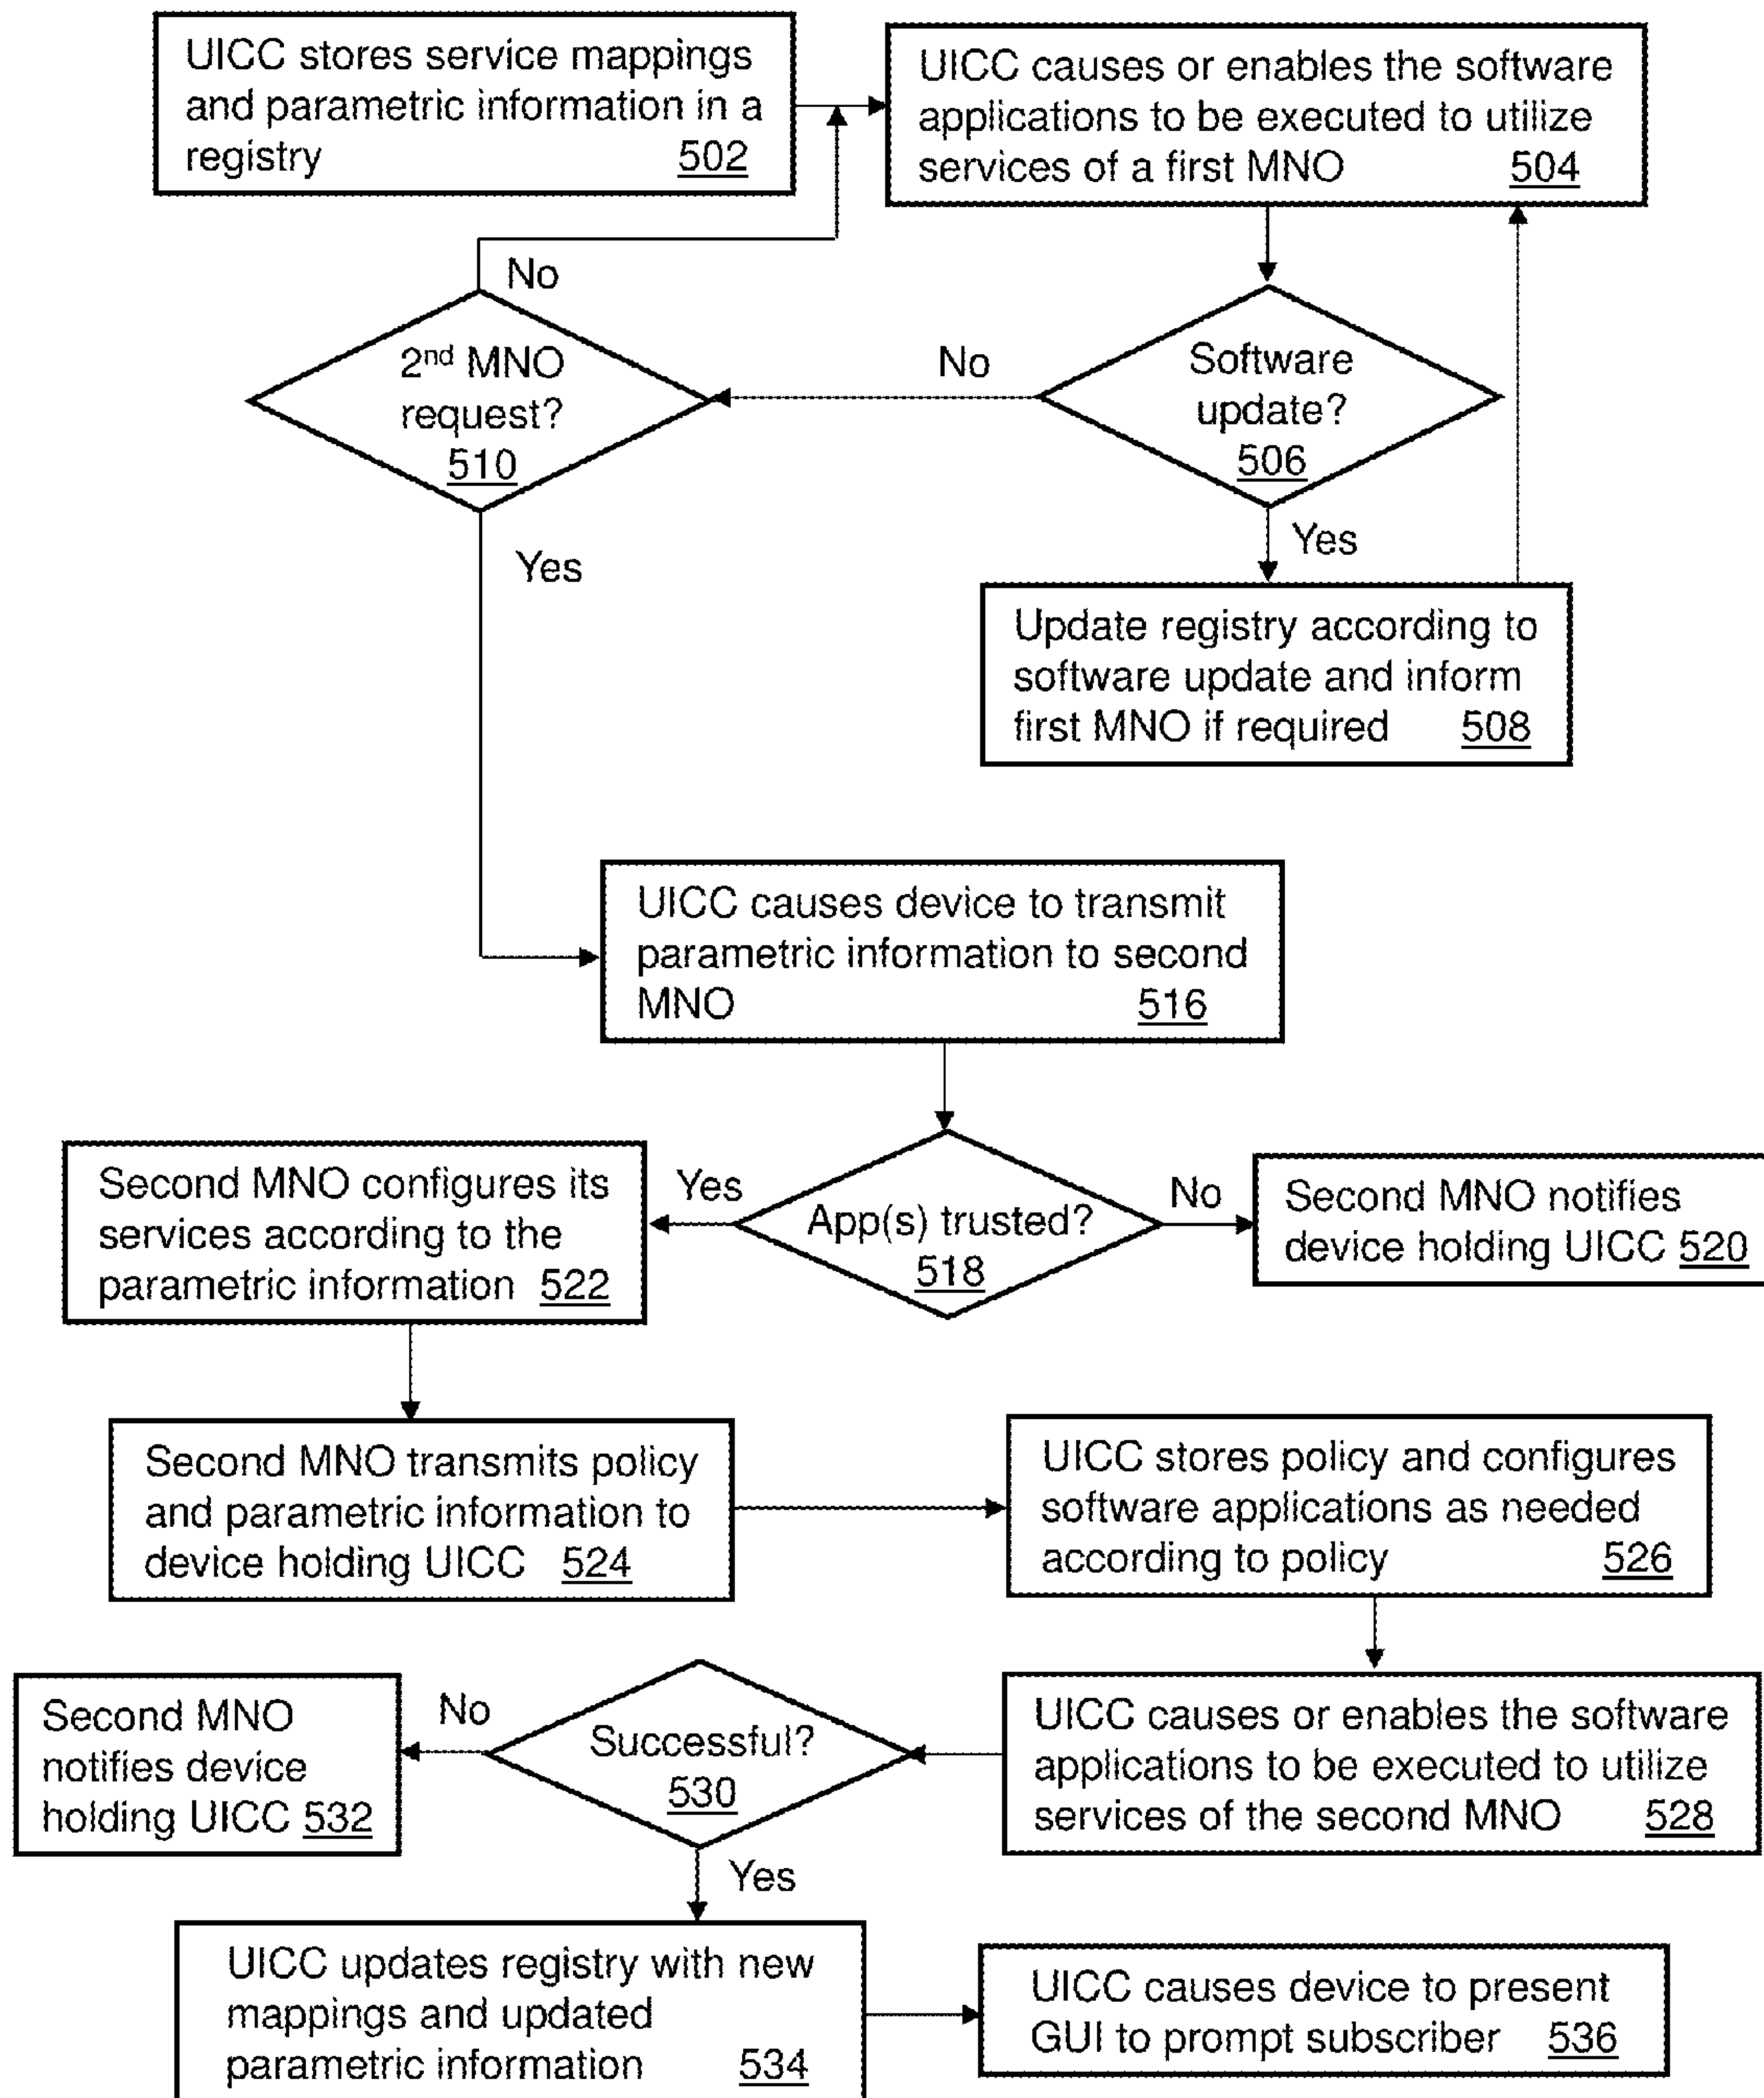 UICC stores service mappings
and parametric information in a
registry 502
UICC causes or enables the software
applications to be executed to utilize
services of a first MNO 504
No
2nd MNO
request?
510
No
Software
update?
506
Yes
Yes
Update registry according to
software update and inform
first MNO if required 508
UICC causes device to transmit
parametric information to second
MNO 516
Second MNO configures its
services according to the
parametric information 522
Yes
App(s) trusted?
518
No
Second MNO notifies
device holding UICC 520
Second MNO transmits policy
and parametric information to
device holding UICC 524
UICC stores policy and configures
software applications as needed
according to policy 526
Second MNO
notifies device
holding UICC 532
No
Successful?
530
UICC causes or enables the software
applications to be executed to utilize
services of the second MNO 528
Yes
UICC updates registry with new
mappings and updated
parametric information 534
UICC causes device to present
GUI to prompt subscriber 536